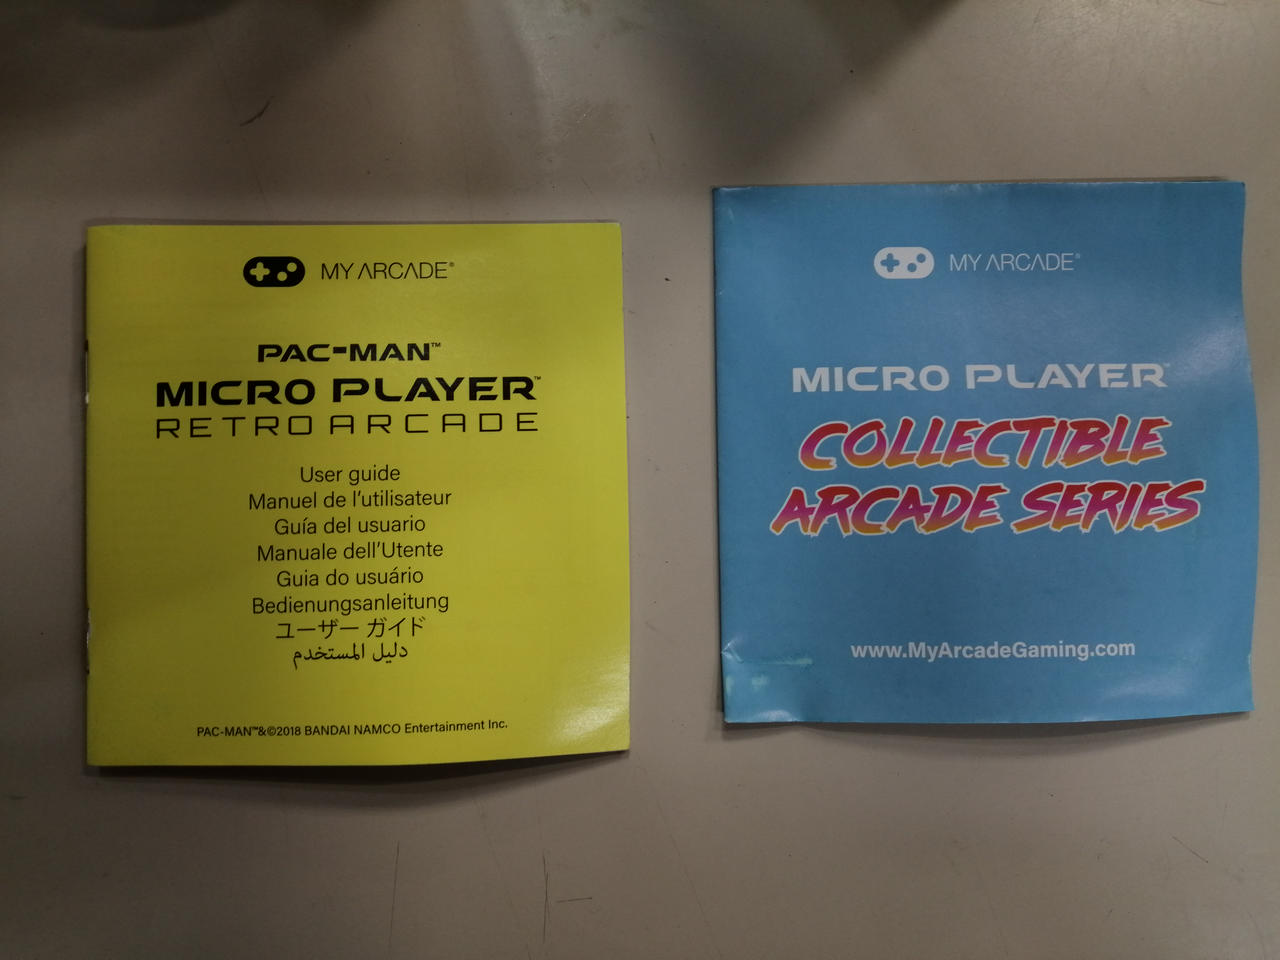 MY ARCADE®
PAC-MAN™
MICRO PLAYER™
RETRO ARCADE
User guide
Manuel de l'utilisateur
Guía del usuario
Manuale dell'Utente
Guia do usuário
Bedienungsanleitung
ユーザー ガイド
دليل المستخدم
PAC-MAN™&©2018 BANDAI NAMCO Entertainment Inc.
MY ARCADE®
MICRO PLAYER™
COLLECTIBLE
ARCADE SERIES
www.MyArcadeGaming.com